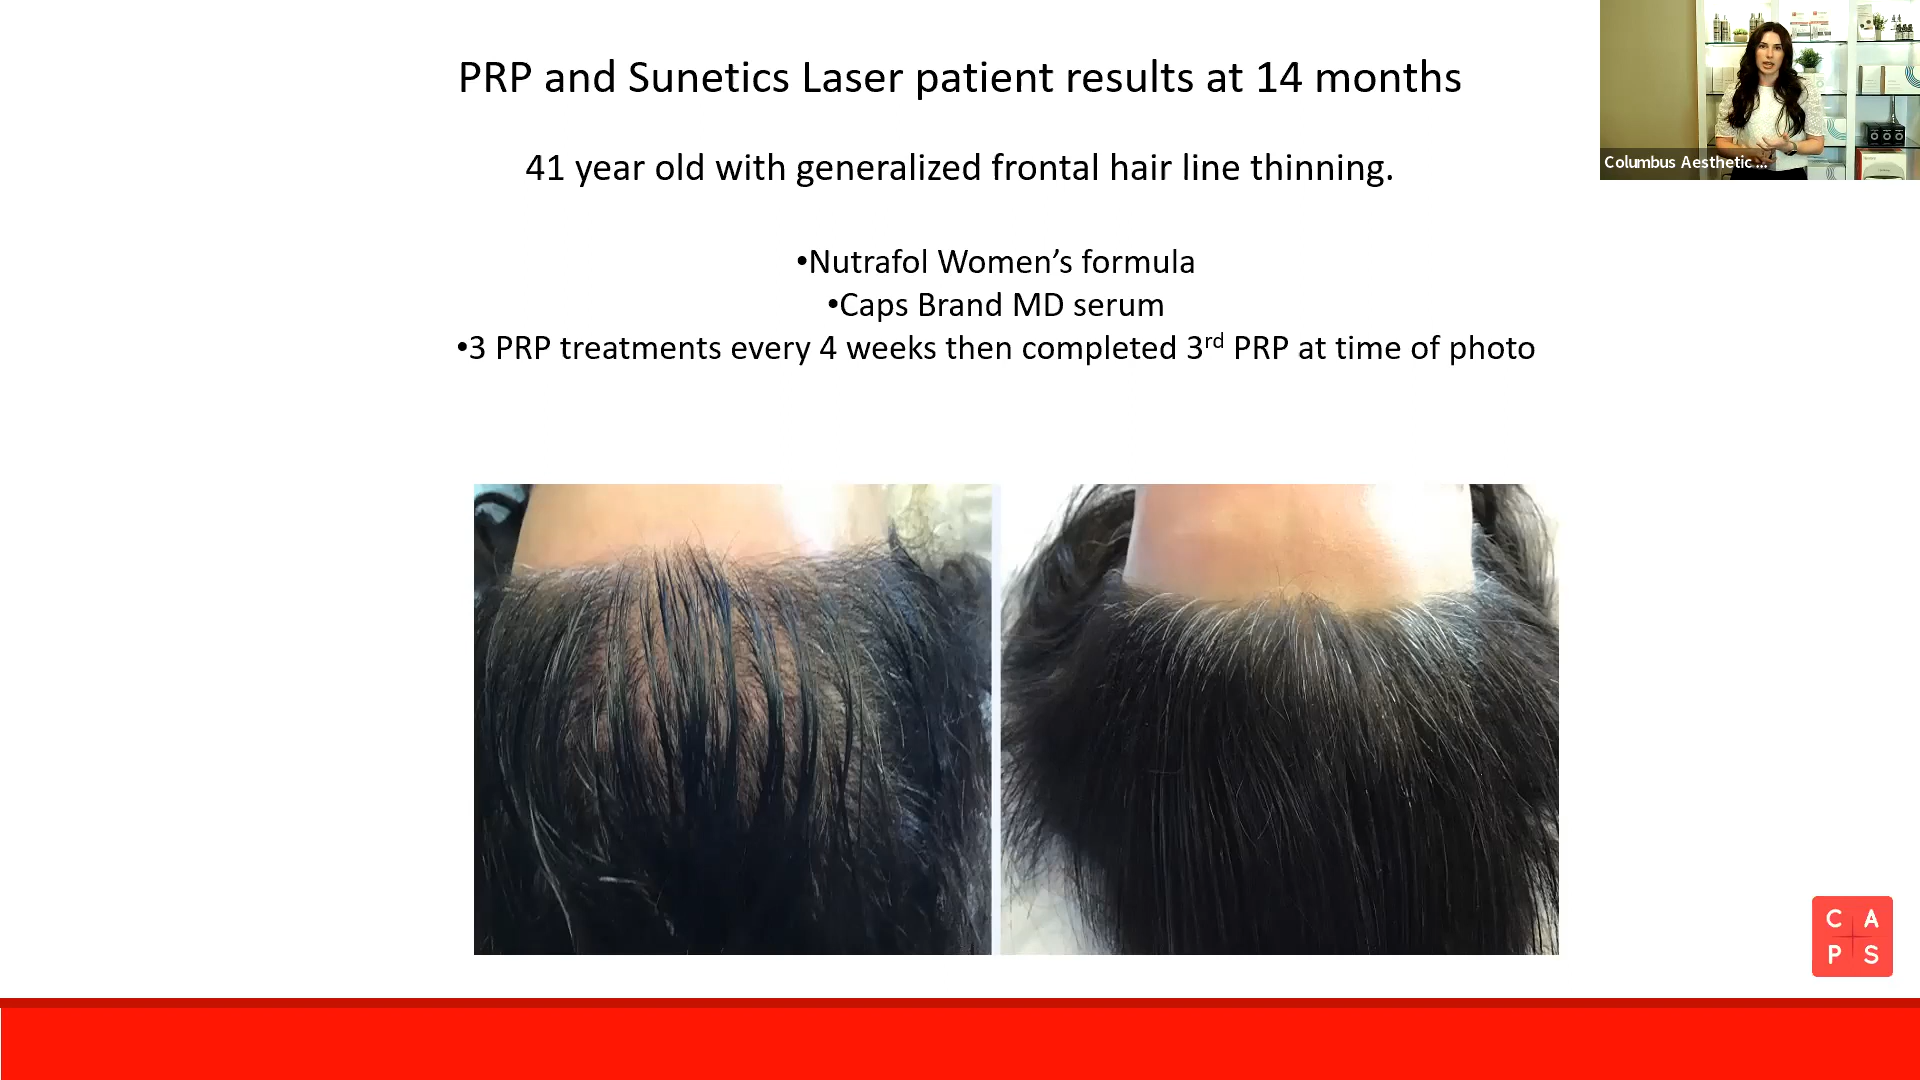 PRP and Sunetics Laser patient results at 14 months
Columbus Aesthetic ...
41 year old with generalized frontal hair line thinning.
•Nutrafol Women’s formula
•Caps Brand MD serum
•3 PRP treatments every 4 weeks then completed 3rd PRP at time of photo
C A
P S